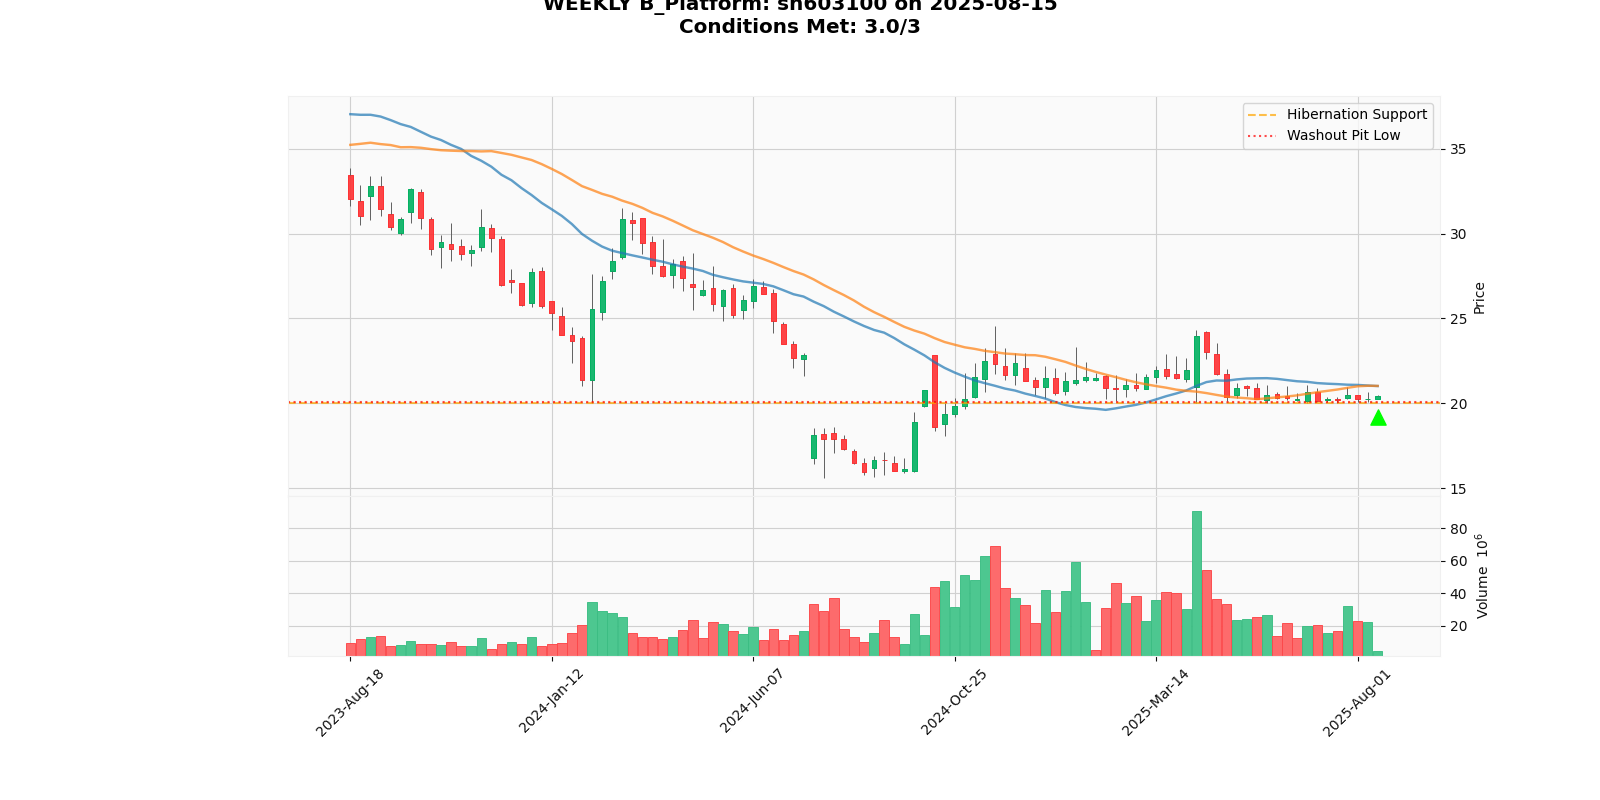 WEEKLY B_Platform: sh603100 on 2025-08-15
Conditions Met: 3.0/3
Hibernation Support
Washout Pit Low
35
30
25
20
15
Price
80
60
40
20
Volume 10^6
2023-Aug-18
2024-Jan-12
2024-Jun-07
2024-Oct-25
2025-Mar-14
2025-Aug-01